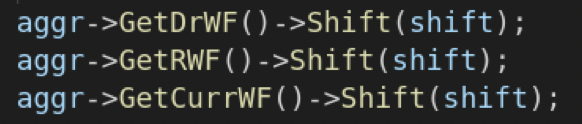 aggr->GetDrWF()->Shift(shift);
aggr->GetRWF()->Shift(shift);
aggr->GetCurrWF()->Shift(shift);